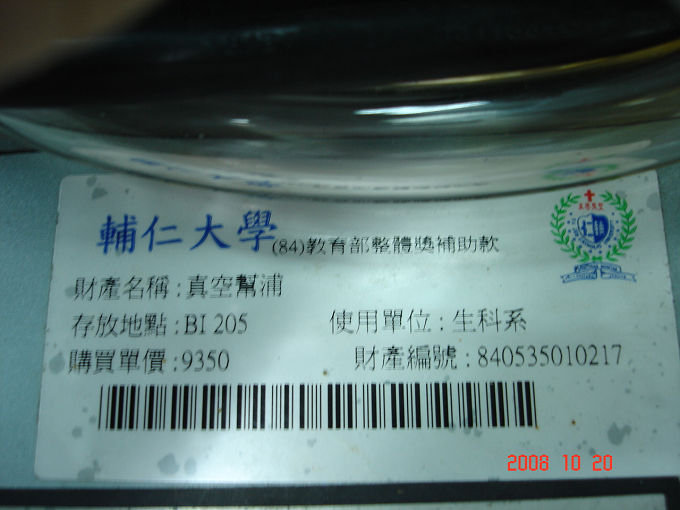 輔仁大學 (84)教育部整體獎補助款
財產名稱 : 真空幫浦
存放地點 : BI 205 使用單位 : 生科系
購買單價 : 9350 財產編號 : 840535010217
2008 10 20